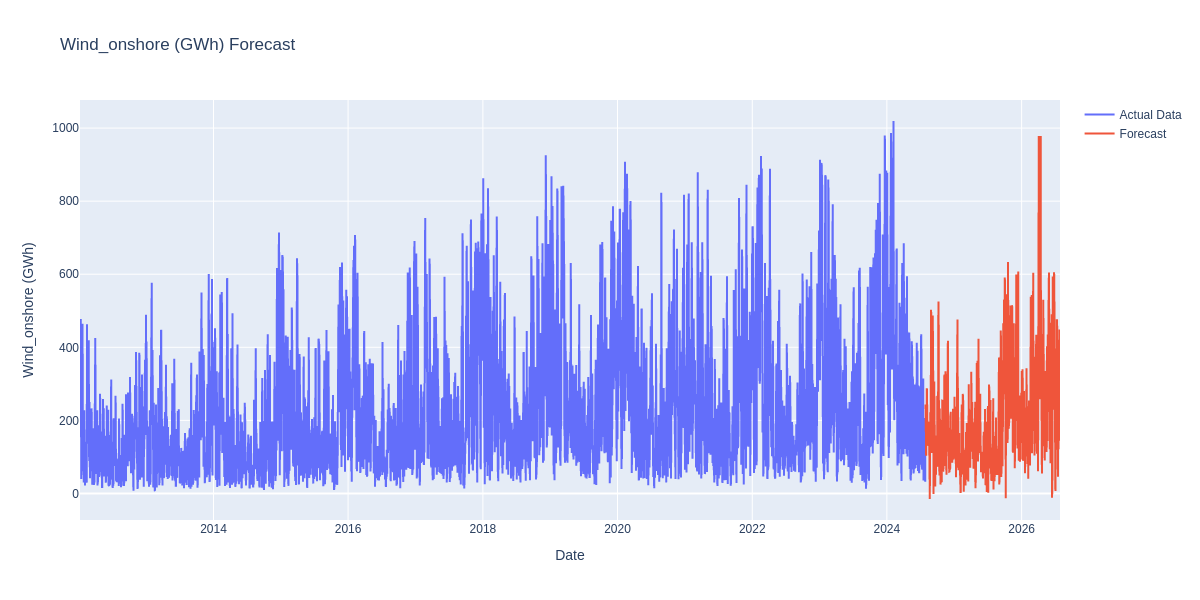 Wind_onshore (GWh) Forecast
Actual Data
Forecast
Wind_onshore (GWh)
1000
800
600
400
200
0
2014
2016
2018
2020
2022
2024
2026
Date